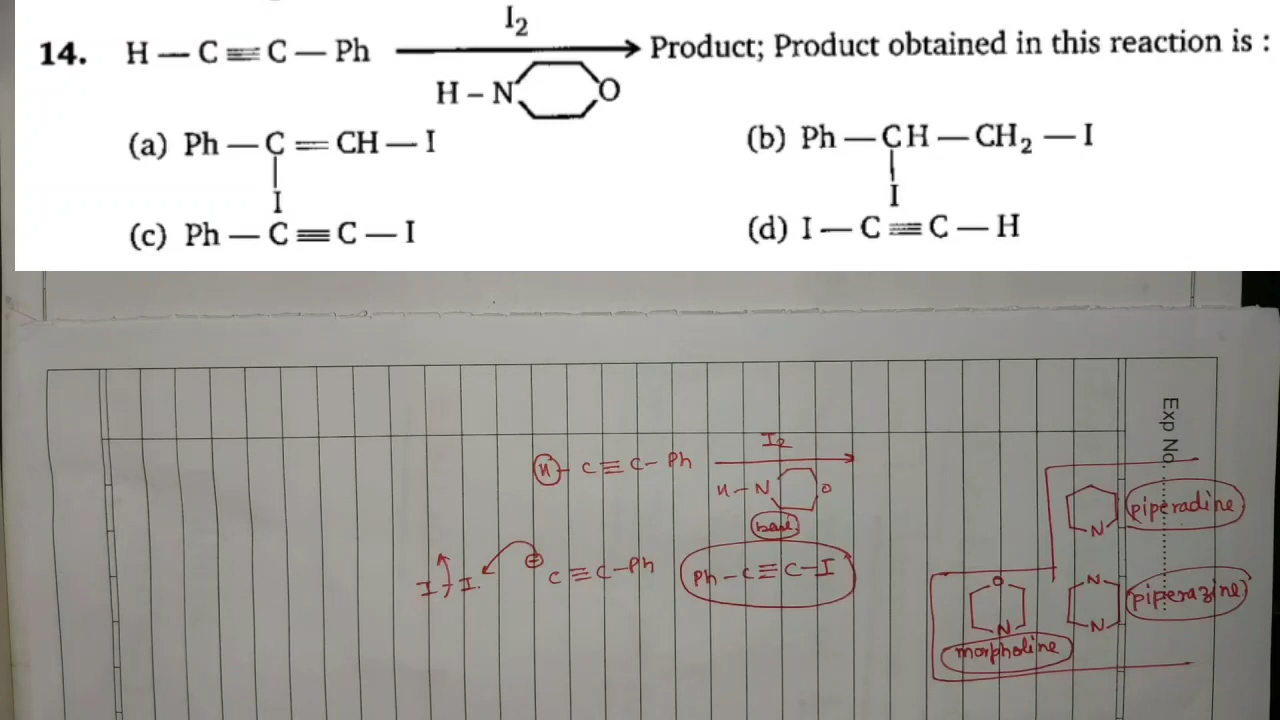 I₂
14. H — C ≡ C — Ph → Product; Product obtained in this reaction is :
H – N O
(a) Ph — C = CH — I
I
(b) Ph — CH — CH₂ — I
I
(c) Ph — C ≡ C — I
(d) I — C ≡ C — H
Exp No. ...............
I₂
H – C ≡ C – Ph →
H – N O
base
I – I ⊖ C ≡ C – Ph
Ph – C ≡ C – I
N
piperadine
N
N
piperazine
O
N
morpholine